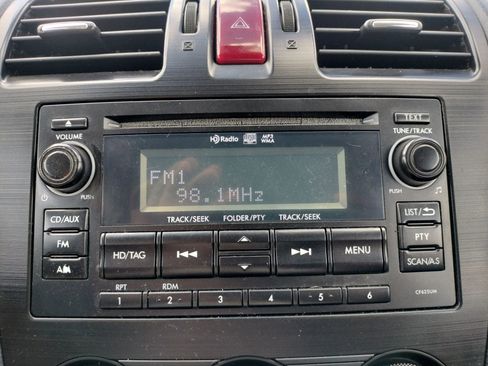 TEXT
VOLUME
HD Radio
MP3
WMA
TUNE/TRACK
FM1
98.1MHz
PUSH
PUSH
CD/AUX
TRACK/SEEK
FOLDER/PTY
TRACK/SEEK
LIST/
FM
HD/TAG
MENU
PTY
AM
SCAN/A.S
RPT
RDM
1
2
3
4
5
6
CF625UH